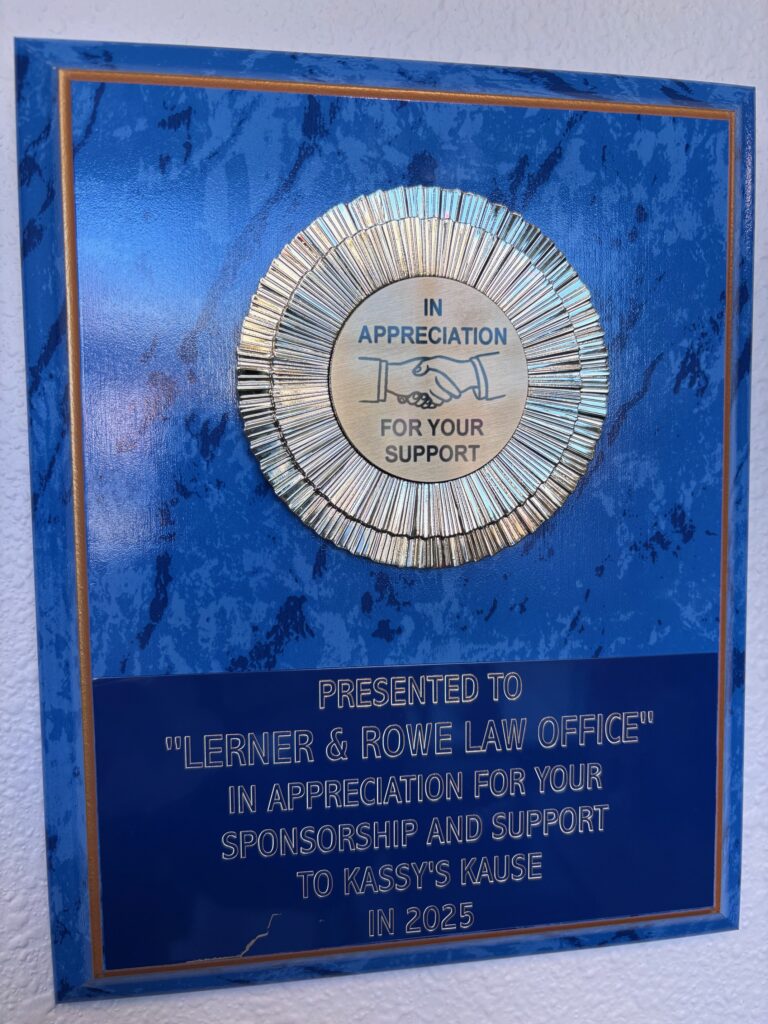 IN
APPRECIATION
FOR YOUR
SUPPORT
PRESENTED TO
"LERNER & ROWE LAW OFFICE"
IN APPRECIATION FOR YOUR
SPONSORSHIP AND SUPPORT
TO KASSY'S KAUSE
IN 2025